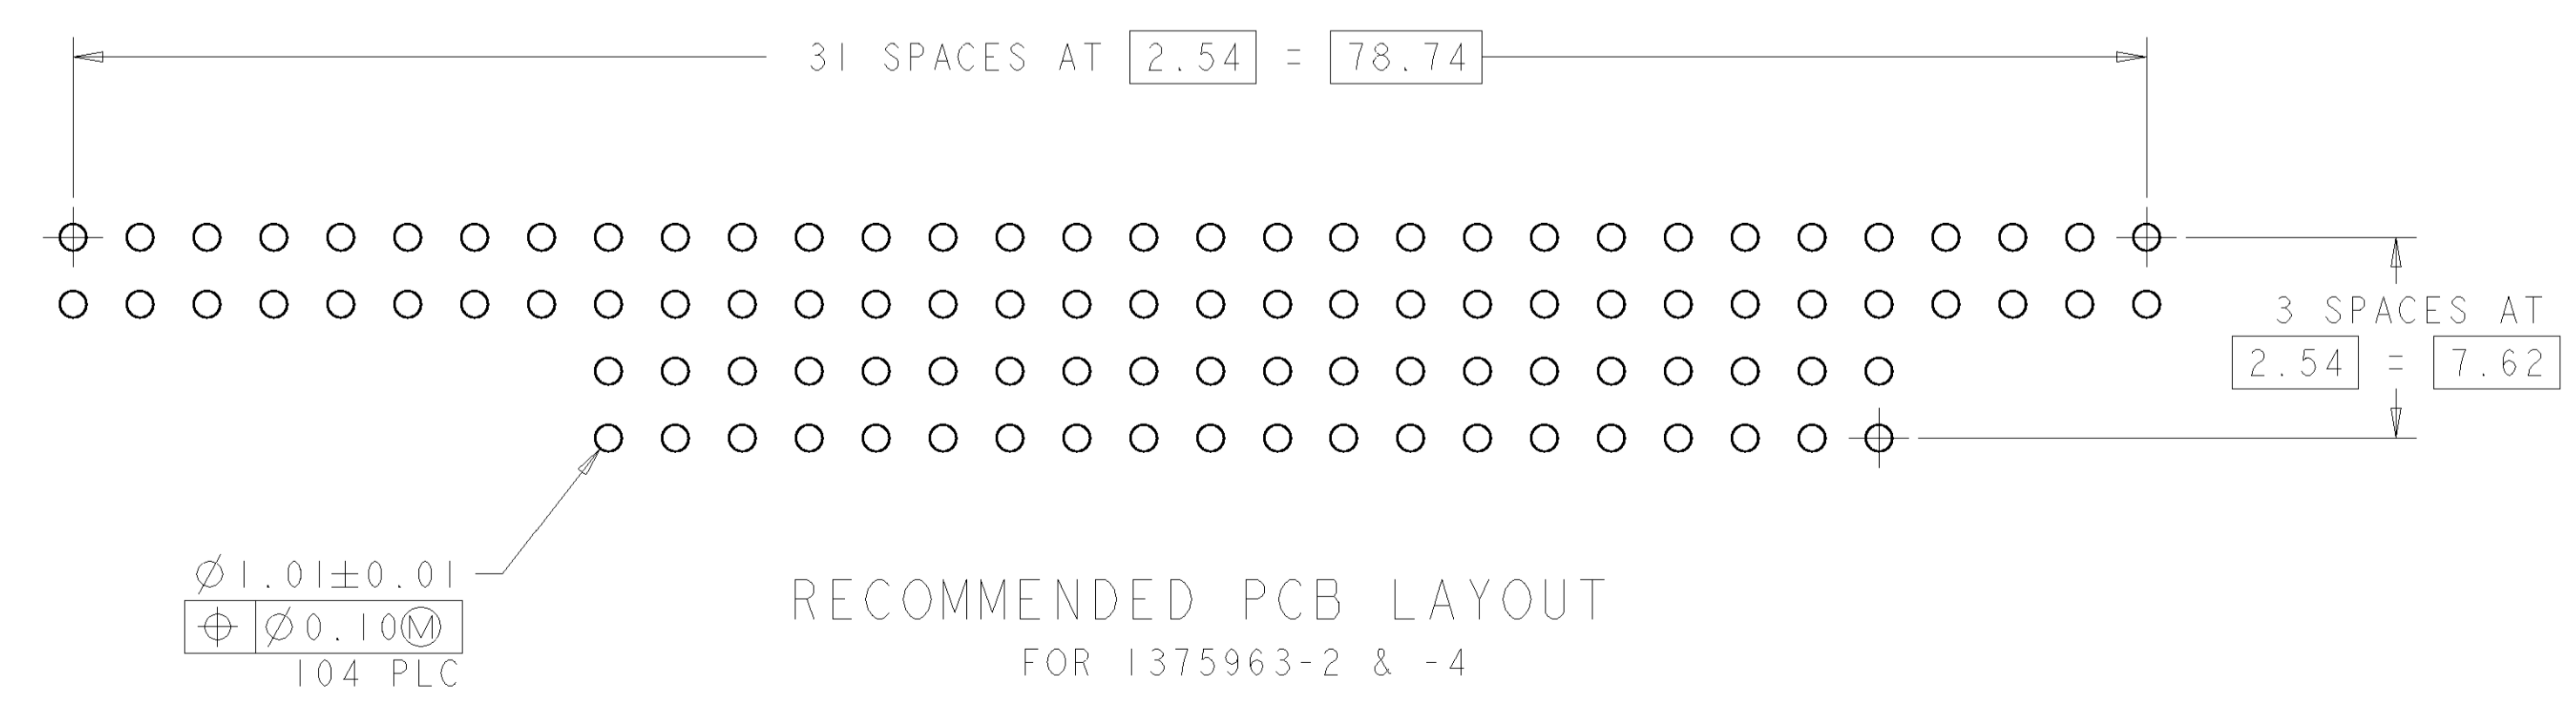 31 SPACES AT 2.54 = 78.74
3 SPACES AT
2.54 = 7.62
Ø1.01±0.01
⌖ Ø0.10Ⓜ
104 PLC
RECOMMENDED PCB LAYOUT
FOR 1375963-2 & -4